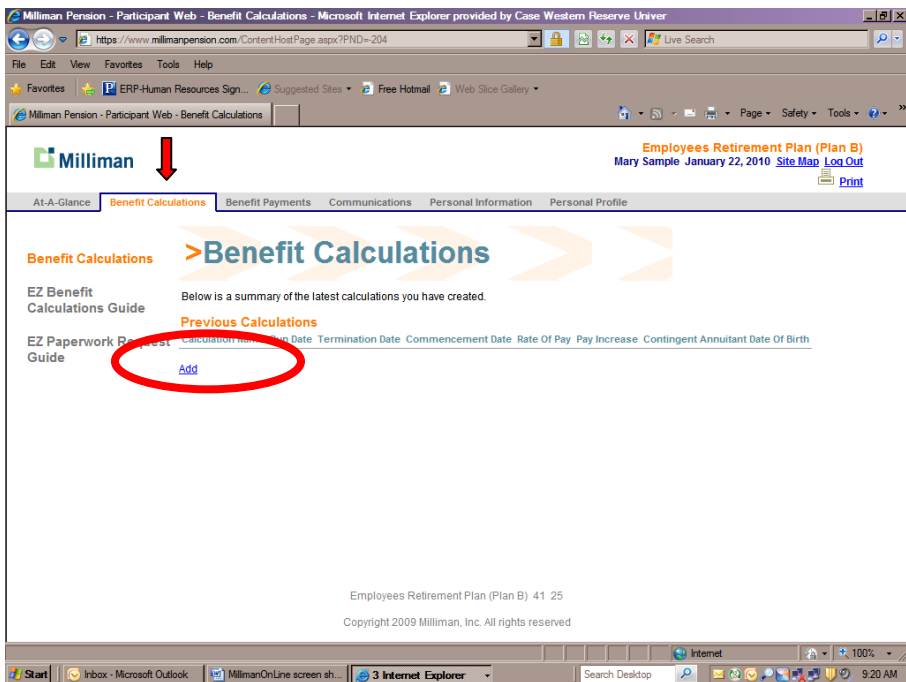 Milliman Pension - Participant Web - Benefit Calculations - Microsoft Internet Explorer provided by Case Western Reserve Univer
https://www.millimanpension.com/ContentHostPage.aspx?PND=-204
Live Search
File Edit View Favorites Tools Help
Favorites ERP-Human Resources Sign... Suggested Sites Free Hotmail Web Slice Gallery
Milliman Pension - Participant Web - Benefit Calculations
Page Safety Tools
Milliman
Employees Retirement Plan (Plan B)
Mary Sample January 22, 2010 Site Map Log Out
Print
At-A-Glance Benefit Calculations Benefit Payments Communications Personal Information Personal Profile
>Benefit Calculations
Benefit Calculations
EZ Benefit
Calculations Guide
EZ Paperwork Request
Guide
Below is a summary of the latest calculations you have created.
Previous Calculations
Calculation Name Run Date Termination Date Commencement Date Rate Of Pay Pay Increase Contingent Annuitant Date Of Birth
Add
Employees Retirement Plan (Plan B) 41 25
Copyright 2009 Milliman, Inc. All rights reserved
Internet 100%
Start Inbox - Microsoft Outlook MillimanOnLine screen sh... 3 Internet Explorer Search Desktop 9:20 AM